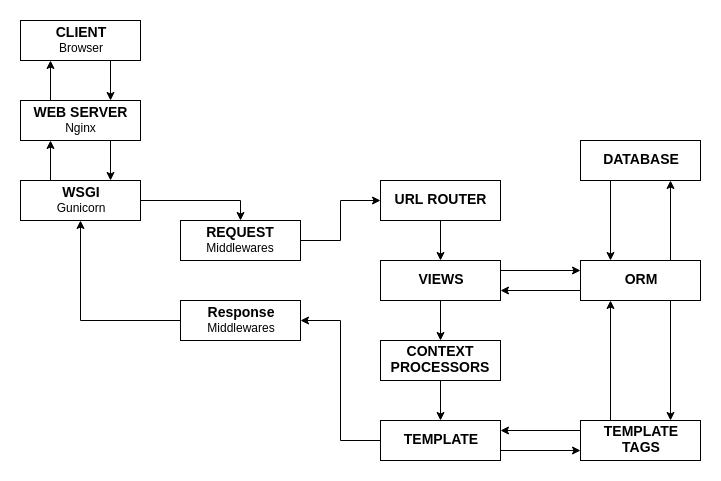 CLIENT
Browser
WEB SERVER
Nginx
WSGI
Gunicorn
REQUEST
Middlewares
Response
Middlewares
URL ROUTER
VIEWS
CONTEXT
PROCESSORS
TEMPLATE
DATABASE
ORM
TEMPLATE
TAGS